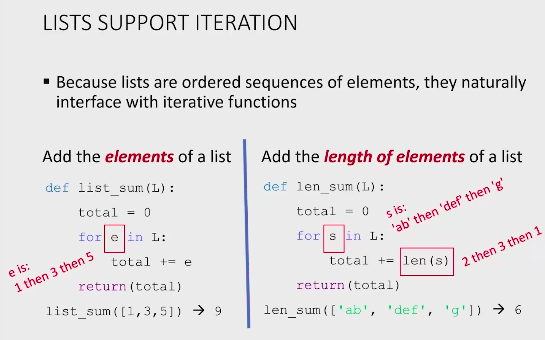 LISTS SUPPORT ITERATION
▪ Because lists are ordered sequences of elements, they naturally
interface with iterative functions
Add the elements of a list
def list_sum(L):
total = 0
for e in L:
total += e
return(total)
list_sum([1,3,5]) → 9
e is:
1 then 3 then 5
Add the length of elements of a list
def len_sum(L):
total = 0
for s in L:
total += len(s)
return(total)
len_sum(['ab', 'def', 'g']) → 6
s is:
'ab' then 'def' then 'g'
2 then 3 then 1